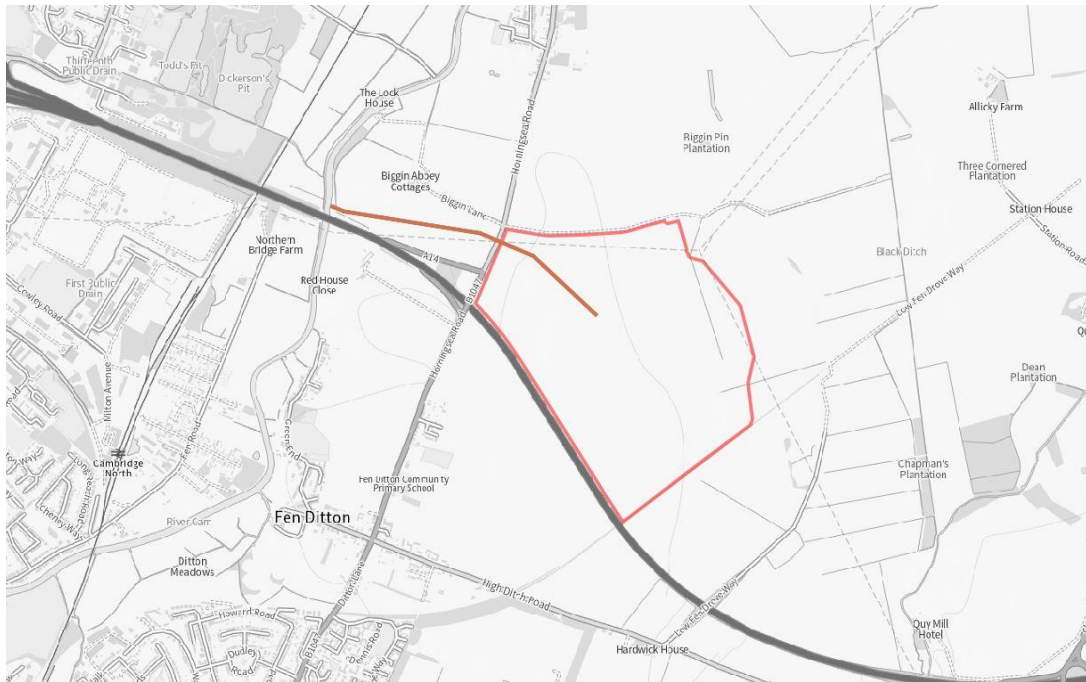 Thirteenth
Public Drain
Todd's Pit
Dickerson's
Pit
The Lock
House
Horningsea Road
Biggin Abbey
Cottages
Biggin Lane
Biggin Pin
Plantation
Allicky Farm
Three Cornered
Plantation
Station House
Station Road
Northern
Bridge Farm
A14
B1047
Black Ditch
First Public
Drain
Red House
Close
Cowley Road
Low Fen Drove Way
Milton Avenue
Fen Road
Horningsea Road
Dean
Plantation
Green End
Cambridge
North
Fen Ditton Community
Primary School
Chapman's
Plantation
River Cam
Fen Ditton
Ditton
Meadows
Ditton Lane
High Ditch Road
Low Fen Drove Way
Howard Road
Dudley
Road
B1047
Quy Mill
Hotel
Hardwick House